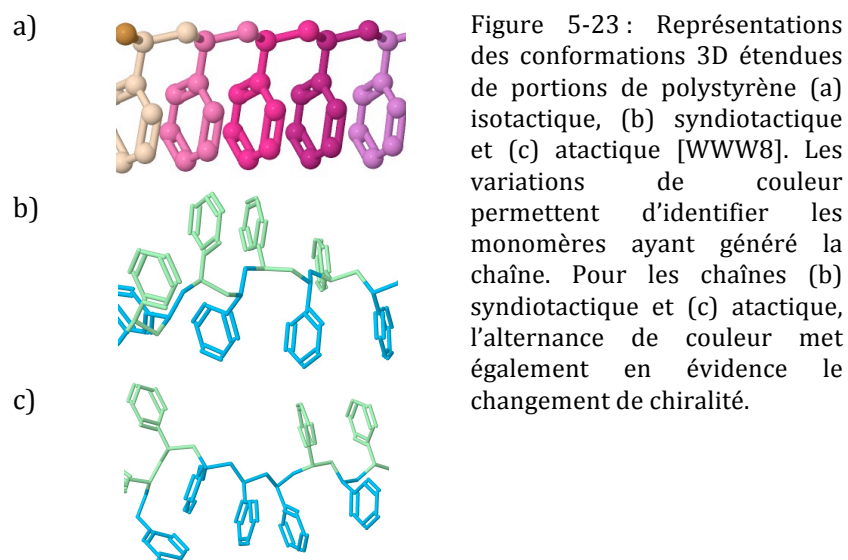 a)
Figure 5-23 : Représentations
des conformations 3D étendues
de portions de polystyrène (a)
isotactique, (b) syndiotactique
et (c) atactique [WWW8]. Les
variations de couleur
permettent d’identifier les
monomères ayant généré la
chaîne. Pour les chaînes (b)
syndiotactique et (c) atactique,
l’alternance de couleur met
également en évidence le
changement de chiralité.
b)
c)